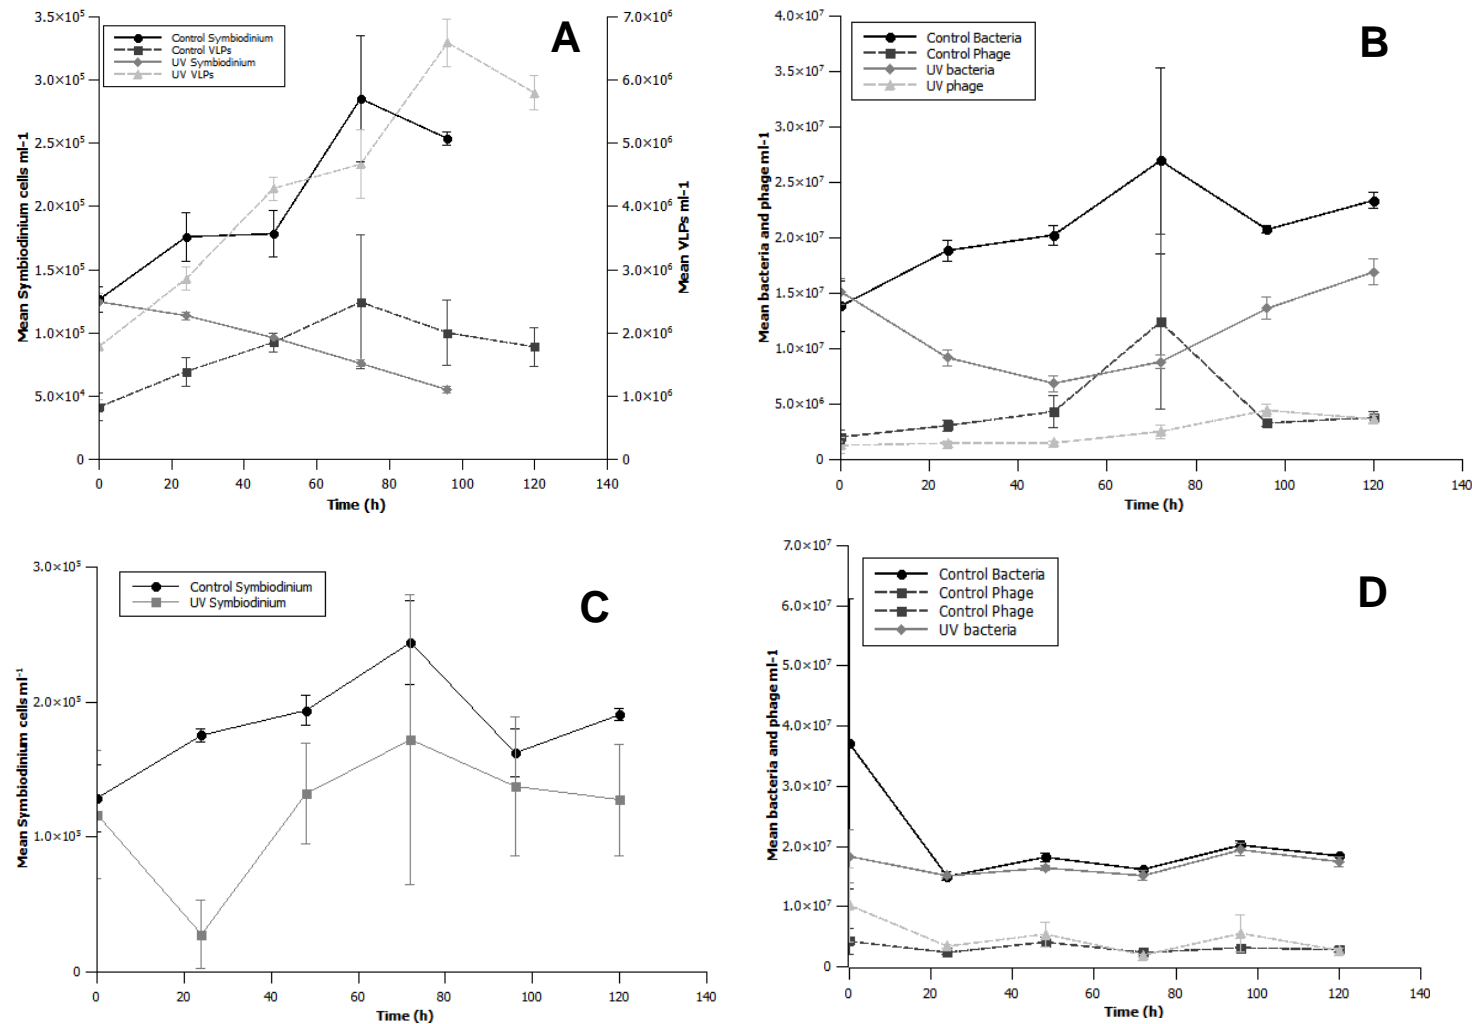 A
Control Symbiodinium
Control VLPs
UV Symbiodinium
UV VLPs
3.5×10⁵
3.0×10⁵
2.5×10⁵
2.0×10⁵
1.5×10⁵
1.0×10⁵
5.0×10⁴
0
7.0×10⁶
6.0×10⁶
5.0×10⁶
4.0×10⁶
3.0×10⁶
2.0×10⁶
1.0×10⁶
0
Mean Symbiodinium cells ml-1
Mean VLPs ml-1
0 20 40 60 80 100 120 140
Time (h)
B
Control Bacteria
Control Phage
UV bacteria
UV phage
4.0×10⁷
3.5×10⁷
3.0×10⁷
2.5×10⁷
2.0×10⁷
1.5×10⁷
1.0×10⁷
5.0×10⁶
0
Mean bacteria and phage ml-1
0 20 40 60 80 100 120 140
Time (h)
C
Control Symbiodinium
UV Symbiodinium
3.0×10⁵
2.0×10⁵
1.0×10⁵
0
Mean Symbiodinium cells ml⁻¹
0 20 40 60 80 100 120 140
Time (h)
D
Control Bacteria
Control Phage
Control Phage
UV bacteria
7.0×10⁷
6.0×10⁷
5.0×10⁷
4.0×10⁷
3.0×10⁷
2.0×10⁷
1.0×10⁷
0
Mean bacteria and phage ml-1
0 20 40 60 80 100 120 140
Time (h)